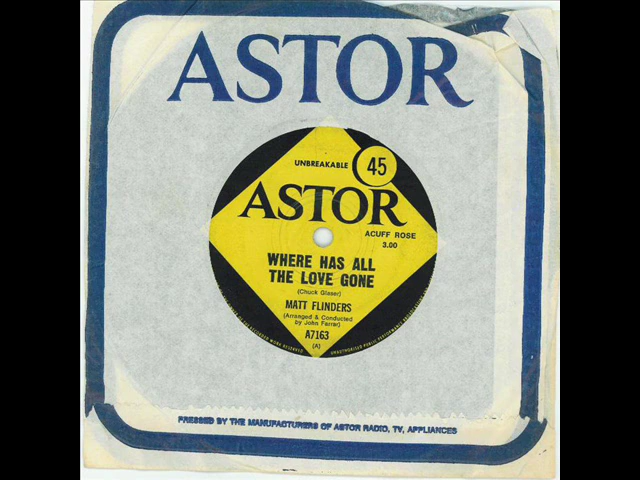 ASTOR
UNBREAKABLE 45
ASTOR
ACUFF ROSE
3.00
WHERE HAS ALL
THE LOVE GONE
(Chuck Glaser)
MATT FLINDERS
(Arranged & Conducted
by John Farrar)
A7163
(A)
PRESSED BY THE MANUFACTURERS OF ASTOR RADIO, TV, APPLIANCES